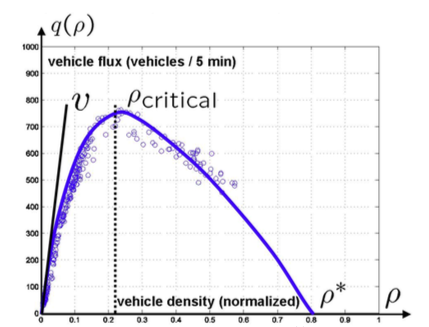 q(ρ)
1000
vehicle flux (vehicles / 5 min)
900
v
ρcritical
800
700
600
500
400
300
200
100
vehicle density (normalized)
ρ*
ρ
0
0 0.1 0.2 0.3 0.4 0.5 0.6 0.7 0.8 0.9 1